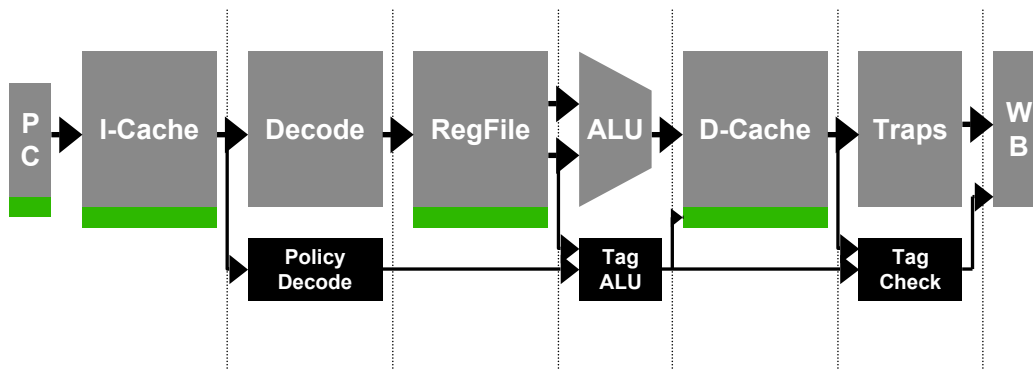 P
C
I-Cache
Decode
RegFile
ALU
D-Cache
Traps
W
B
Policy
Decode
Tag
ALU
Tag
Check